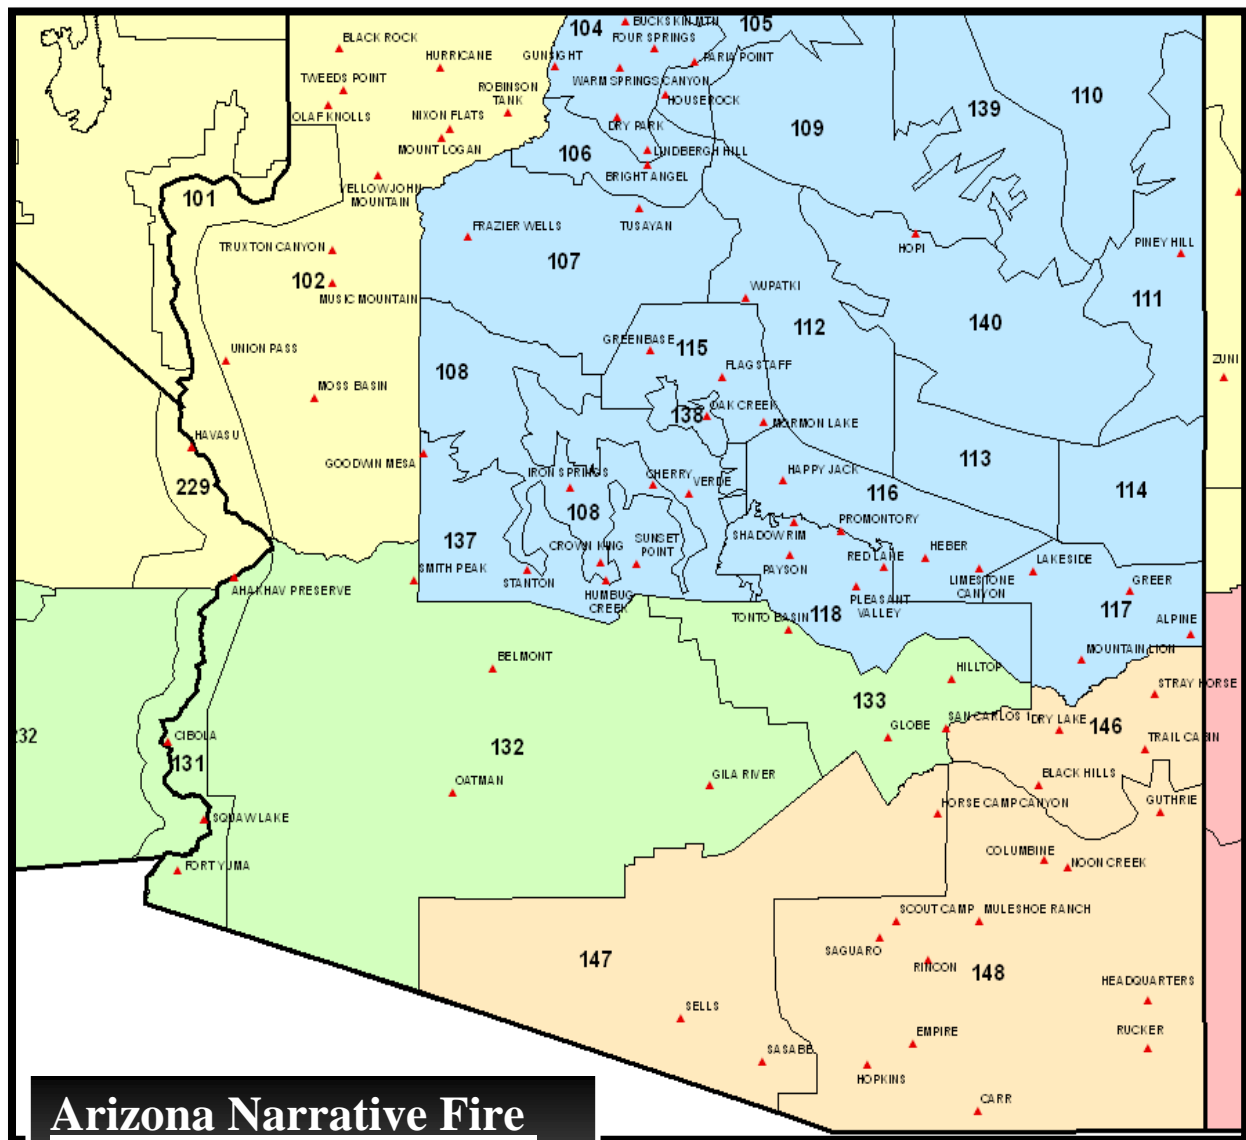 104
BUCKSKIN MTN
105
FOUR SPRINGS
BLACK ROCK
HURRICANE
GUNSIGHT
PARIA POINT
TWEEDS POINT
WARM SPRINGS CANYON
ROBINSON
TANK
HOUSEROCK
110
139
OLAF KNOLLS
NIXON FLATS
DRY PARK
109
MOUNT LOGAN
106
LINDBERGH HILL
BRIGHT ANGEL
101
YELLOWJOHN
MOUNTAIN
FRAZIER WELLS
TUSAYAN
TRUXTON CANYON
HOPI
PINEY HILL
107
102
MUSIC MOUNTAIN
WUPATKI
111
112
140
GREENBASE
115
UNION PASS
FLAGSTAFF
ZUNI
108
MOSS BASIN
138
OAK CREEK
MORMON LAKE
HAVASU
GOODWIN MESA
113
114
IRON SPRINGS
CHERRY
VERDE
HAPPY JACK
229
116
108
PROMONTORY
137
SHADOWRIM
SUNSET
POINT
CROWN KING
PAYSON
RED LAKE
HEBER
LAKESIDE
AHAKHAV PRESERVE
SMITH PEAK
STANTON
HUMBUG
CREEK
LIMESTONE
CANYON
GREER
PLEASANT
VALLEY
117
TONTO BASIN
118
ALPINE
BELMONT
MOUNTAIN LION
HILLTOP
STRAY HORSE
133
232
CIBOLA
132
GLOBE
SAN CARLOS 1
DRY LAKE
146
TRAIL CABIN
131
OATMAN
GILA RIVER
BLACK HILLS
HORSE CAMP CANYON
GUTHRIE
SQUAW LAKE
COLUMBINE
NOON CREEK
FORT YUMA
SCOUT CAMP
MULESHOE RANCH
SAGUARO
147
RINCON
148
HEADQUARTERS
SELLS
EMPIRE
RUCKER
SASABE
HOPKINS
CARR
Arizona Narrative Fire